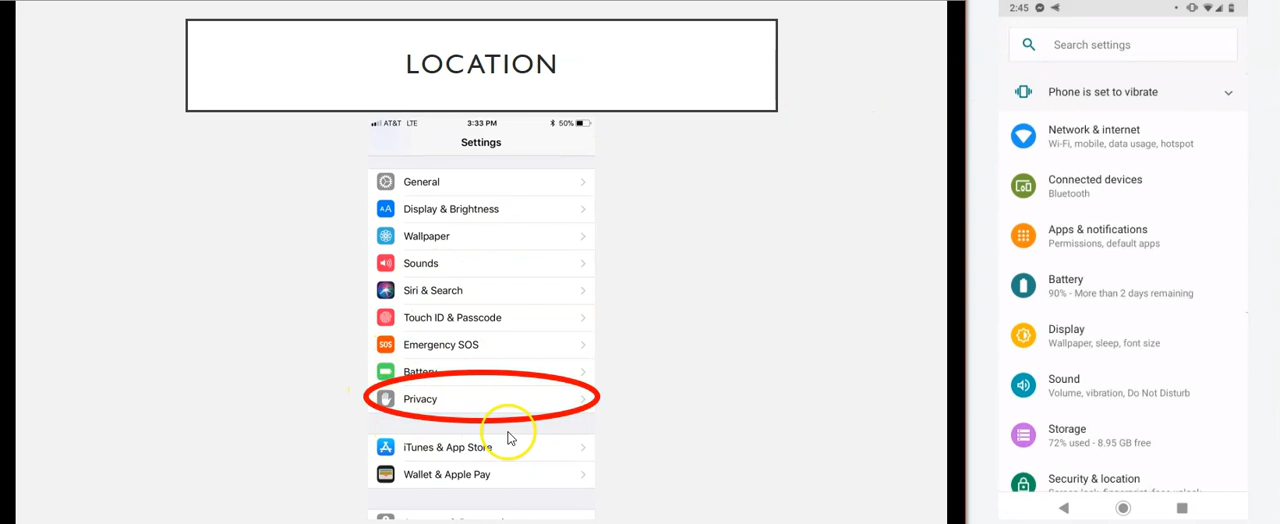 LOCATION
AT&T LTE 3:33 PM 50%
Settings
General
AA Display & Brightness
Wallpaper
Sounds
Siri & Search
Touch ID & Passcode
SOS Emergency SOS
Battery
Privacy
iTunes & App Store
Wallet & Apple Pay
2:45
Search settings
Phone is set to vibrate
Network & internet
Wi-Fi, mobile, data usage, hotspot
Connected devices
Bluetooth
Apps & notifications
Permissions, default apps
Battery
90% - More than 2 days remaining
Display
Wallpaper, sleep, font size
Sound
Volume, vibration, Do Not Disturb
Storage
72% used - 8.95 GB free
Security & location